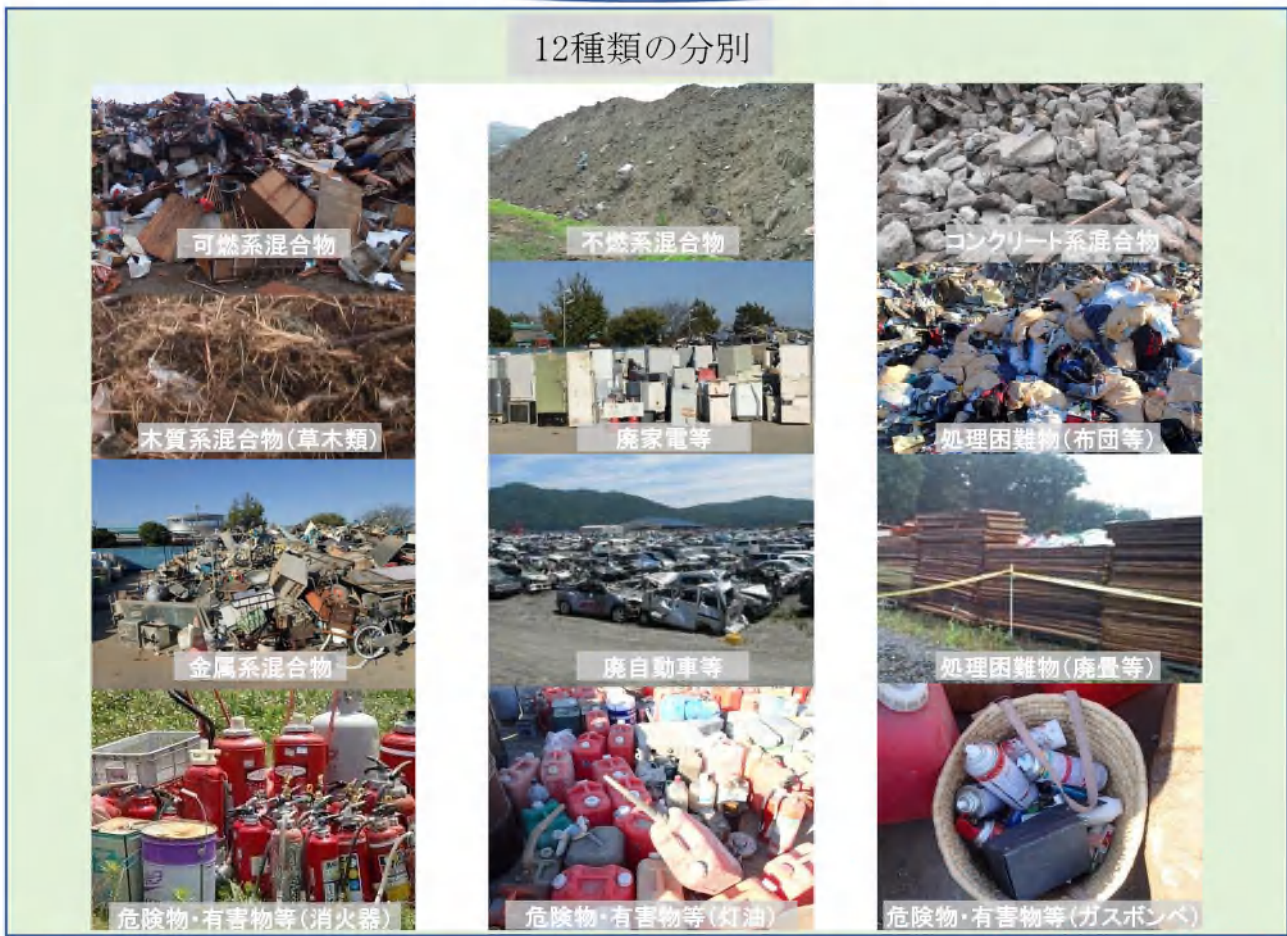 12種類の分別
可燃系混合物
不燃系混合物
コンクリート系混合物
木質系混合物(草木類)
廃家電等
処理困難物(布団等)
金属系混合物
廃自動車等
処理困難物(廃畳等)
危険物・有害物等(消火器)
危険物・有害物等(灯油)
危険物・有害物等(ガスボンベ)